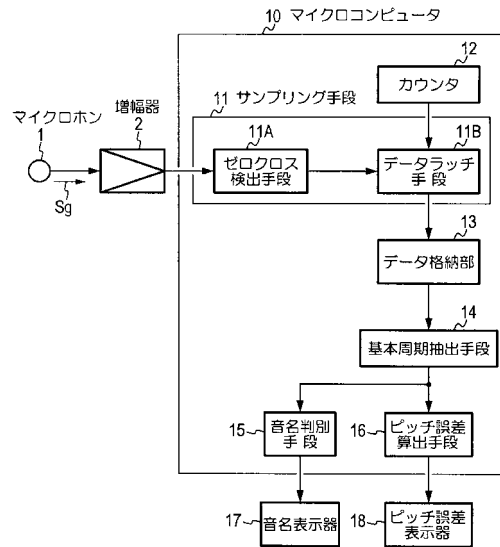 10 マイクロコンピュータ
12
カウンタ
11 サンプリング手段
マイクロホン
1
Sg
増幅器
2
11A
ゼロクロス
検出手段
11B
データラッチ
手段
13
データ格納部
14
基本周期抽出手段
15
音名判別
手段
16
ピッチ誤差
算出手段
17
音名表示器
18
ピッチ誤差
表示器